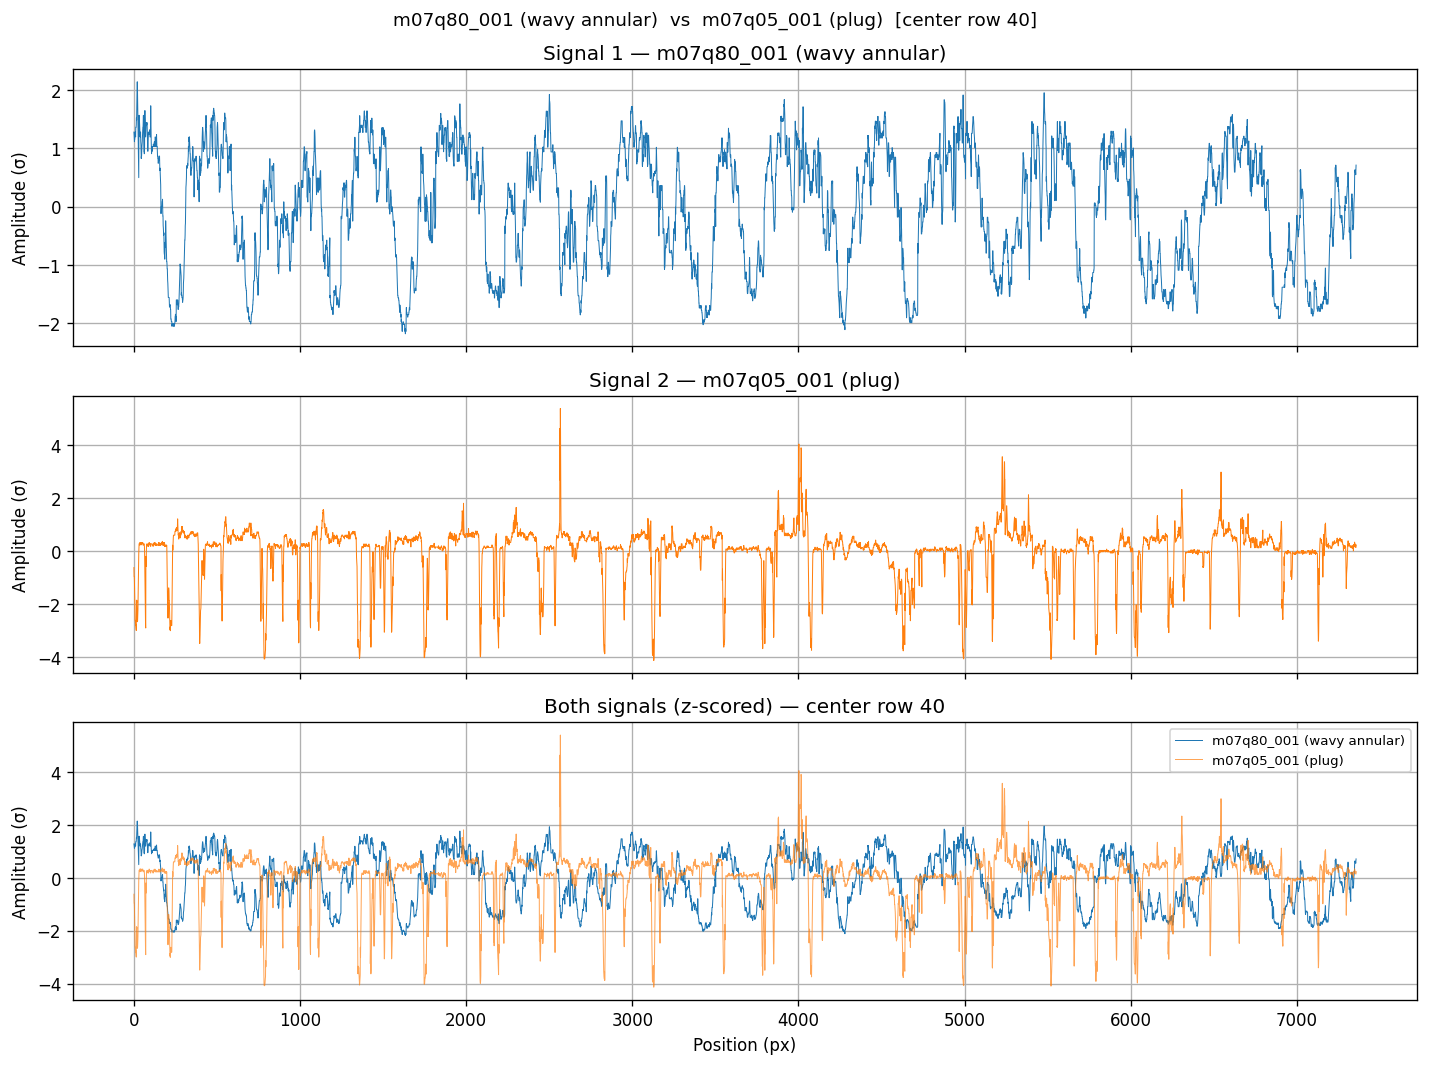 m07q80_001 (wavy annular)  vs  m07q05_001 (plug)  [center row 40]
Signal 1 — m07q80_001 (wavy annular)
Amplitude (σ)
2
1
0
−1
−2
Signal 2 — m07q05_001 (plug)
Amplitude (σ)
4
2
0
−2
−4
Both signals (z-scored) — center row 40
Amplitude (σ)
4
2
0
−2
−4
m07q80_001 (wavy annular)
m07q05_001 (plug)
0 1000 2000 3000 4000 5000 6000 7000
Position (px)